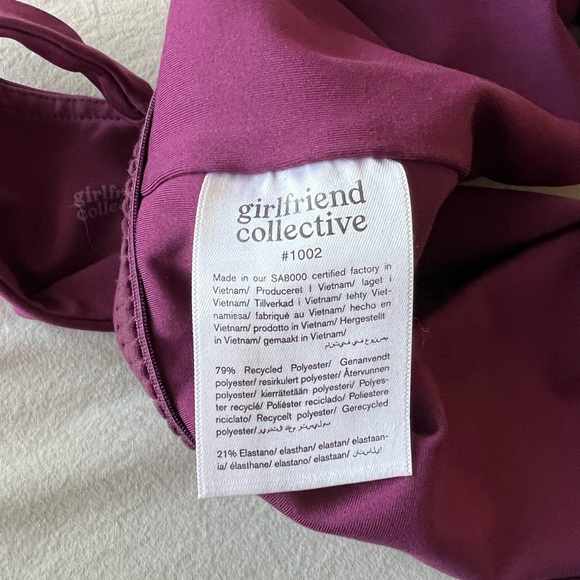 girlfriend
collective
girlfriend
collective
#1002
Made in our SA8000 certified factory in
Vietnam/ Produceret I Vietnam/ laget i
Vietnam/ Tillverkad i Vietnam/ tehty Viet-
namissa/ fabriqué au Vietnam/ hecho en
Vietnam/ prodotto in Vietnam/ Hergestellt
in Vietnam/ gemaakt in Vietnam/
79% Recycled Polyester/ Genanvendt
polyester/ resirkulert polyester/ Återvunnen
polyester/ kierrätetään polyesteri/ Polyes-
ter recyclé/ Poliéster reciclado/ Poliestere
riciclato/ Recycelt polyester/ Gerecycled
polyester/
21% Elastane/ elasthan/ elastan/ elastaan-
ia/ élasthane/ elastano/ elastaan/